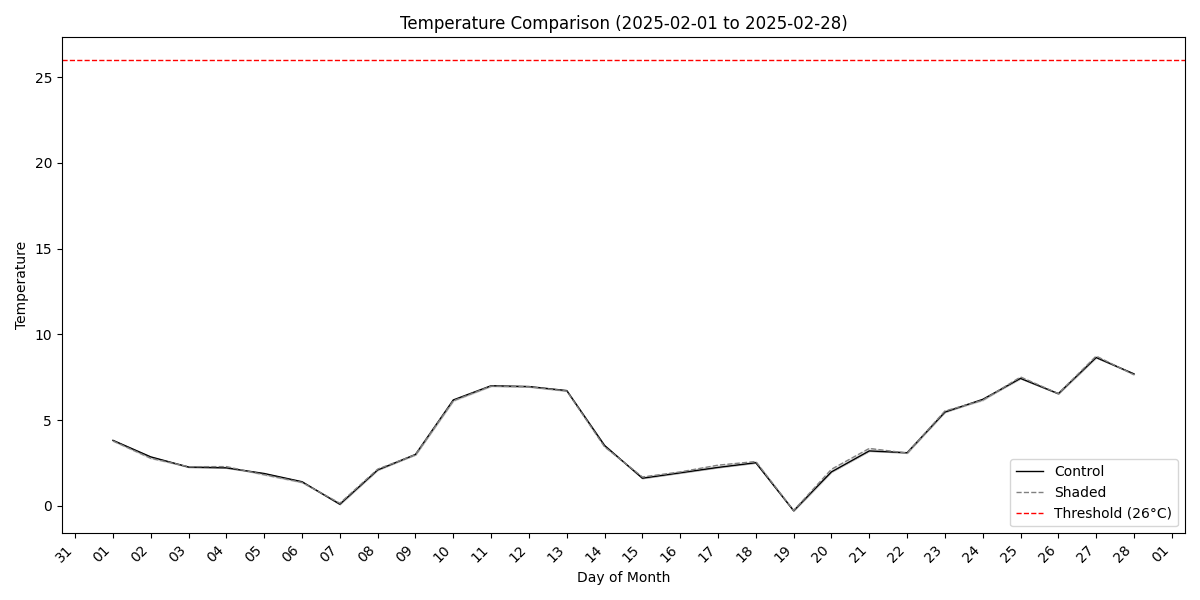 Temperature Comparison (2025-02-01 to 2025-02-28)
Temperature
25
20
15
10
5
0
Control
Shaded
Threshold (26°C)
31 01 02 03 04 05 06 07 08 09 10 11 12 13 14 15 16 17 18 19 20 21 22 23 24 25 26 27 28 01
Day of Month